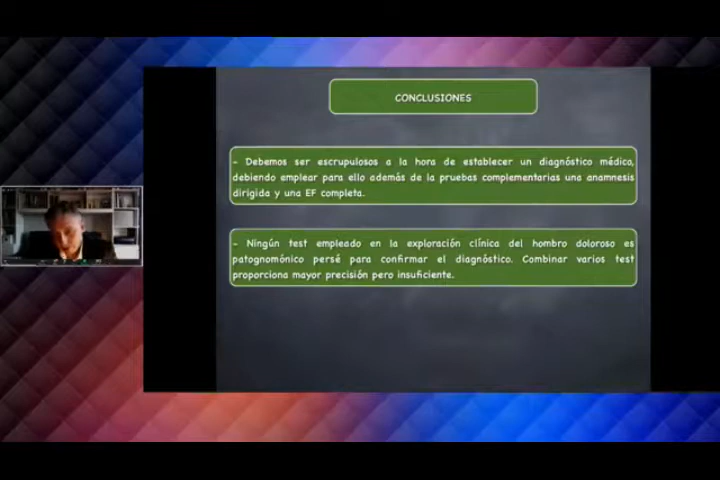 CONCLUSIONES
- Debemos ser escrupulosos a la hora de establecer un diagnóstico médico,
debiendo emplear para ello además de la pruebas complementarias una anamnesis
dirigida y una EF completa.
- Ningún test empleado en la exploración clínica del hombro doloroso es
patognomónico persé para confirmar el diagnóstico. Combinar varios test
proporciona mayor precisión pero insuficiente.